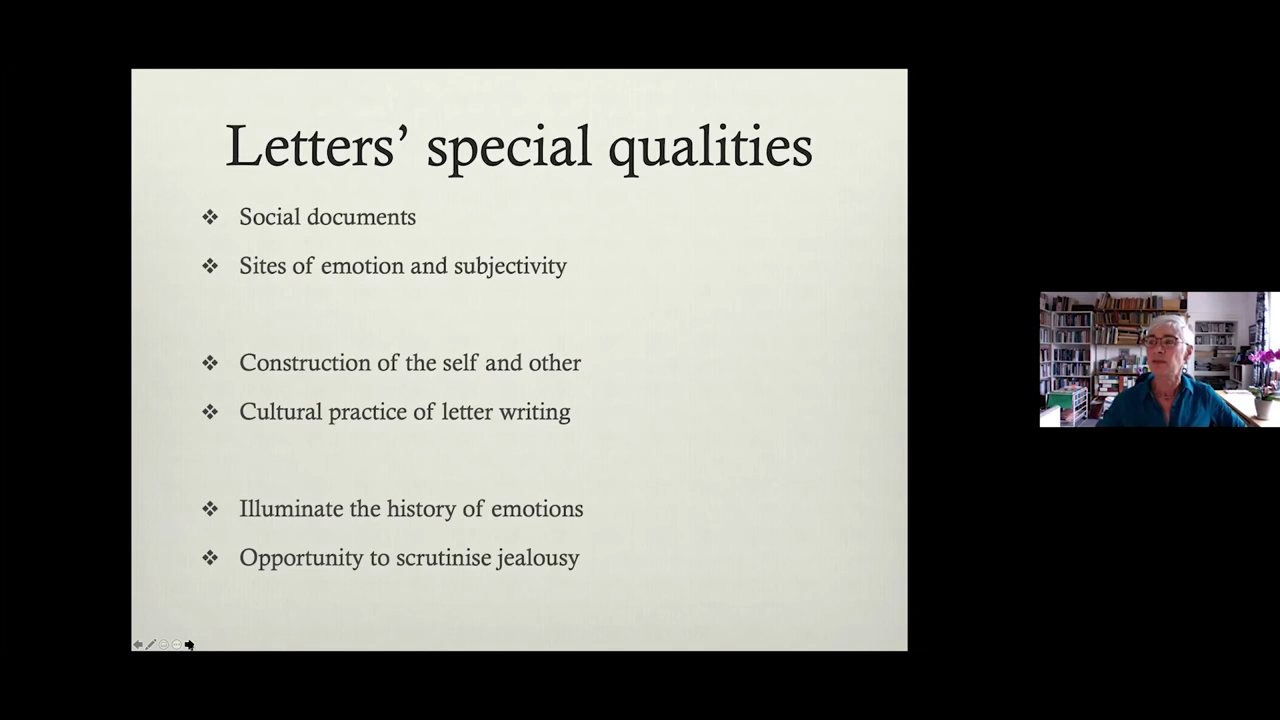 Letters’ special qualities
❖ Social documents
❖ Sites of emotion and subjectivity
❖ Construction of the self and other
❖ Cultural practice of letter writing
❖ Illuminate the history of emotions
❖ Opportunity to scrutinise jealousy